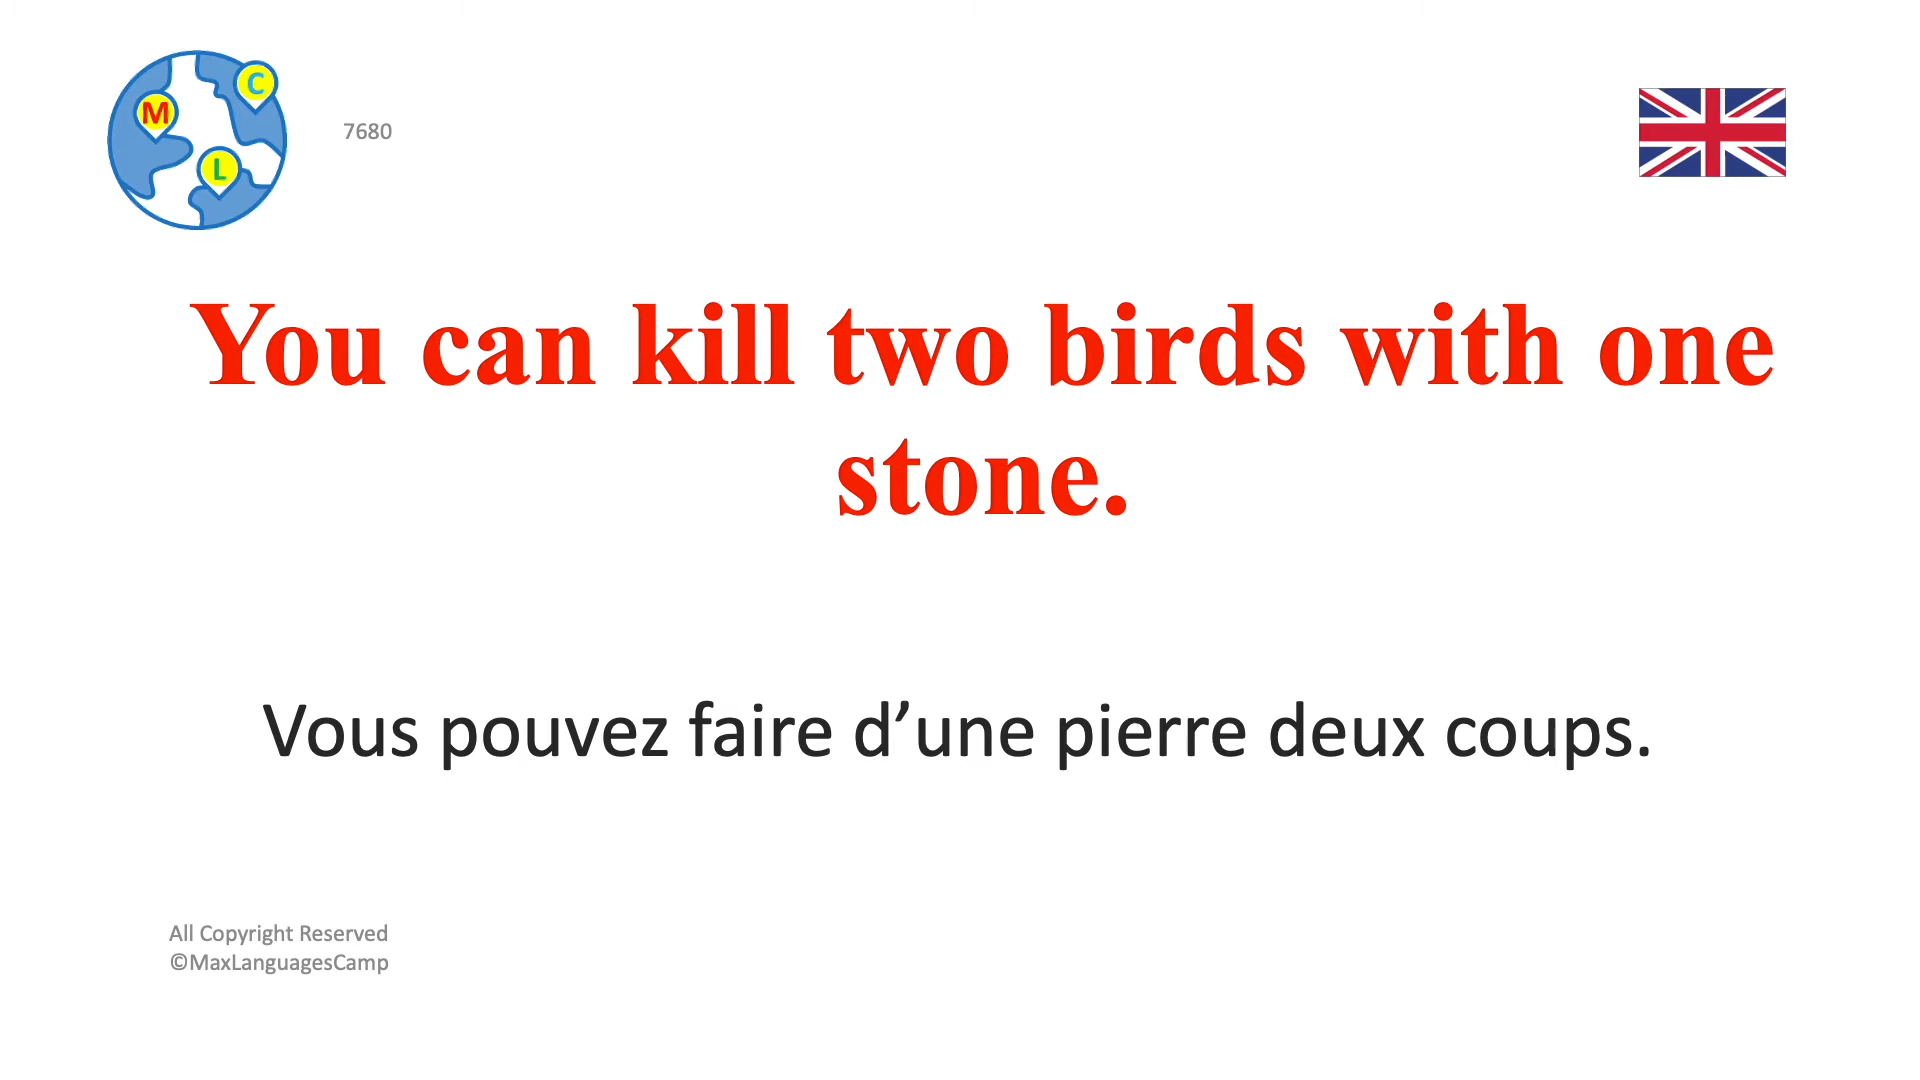 M
C
L
7680
You can kill two birds with one
stone.
Vous pouvez faire d’une pierre deux coups.
All Copyright Reserved
©MaxLanguagesCamp